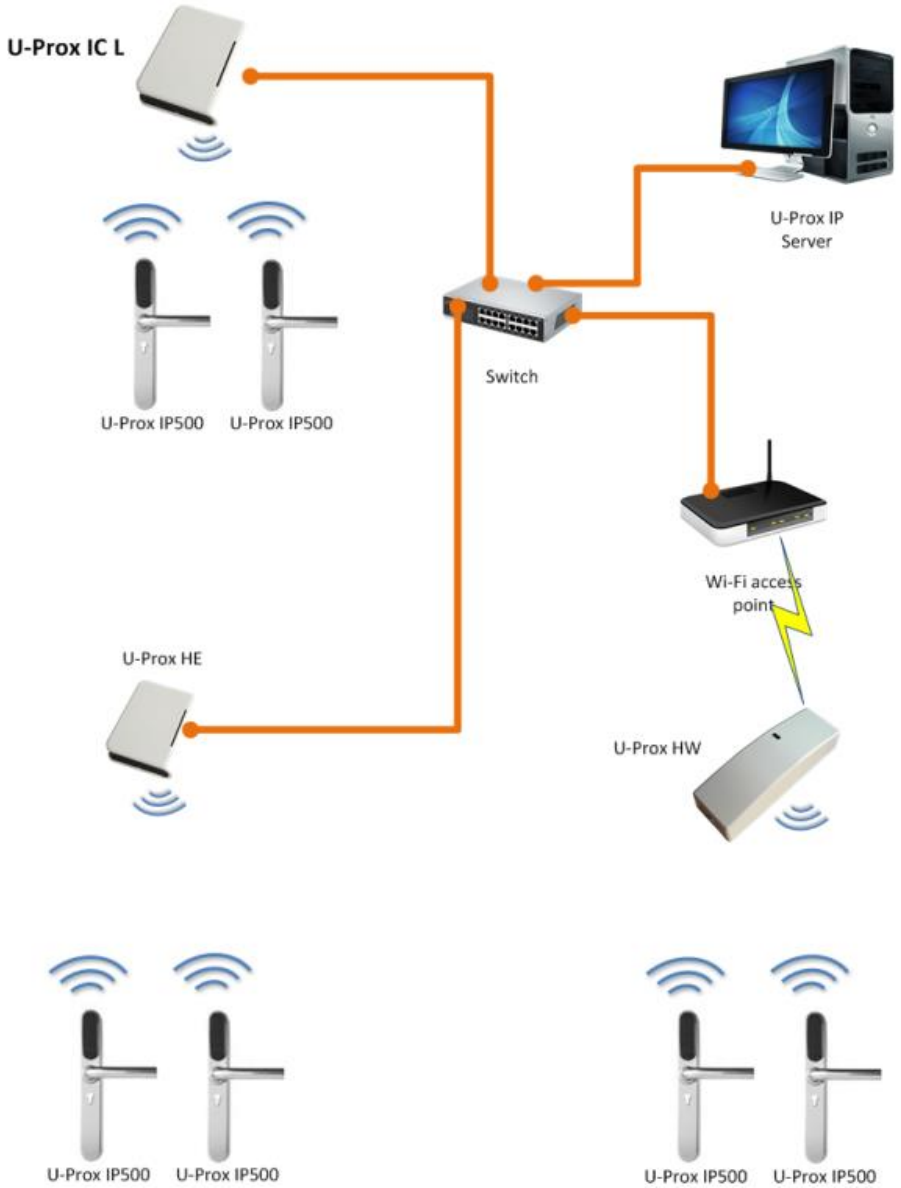 U-Prox IC L
U-Prox IP
Server
U-Prox IP500
U-Prox IP500
Switch
Wi-Fi access
point
U-Prox HE
U-Prox HW
U-Prox IP500
U-Prox IP500
U-Prox IP500
U-Prox IP500